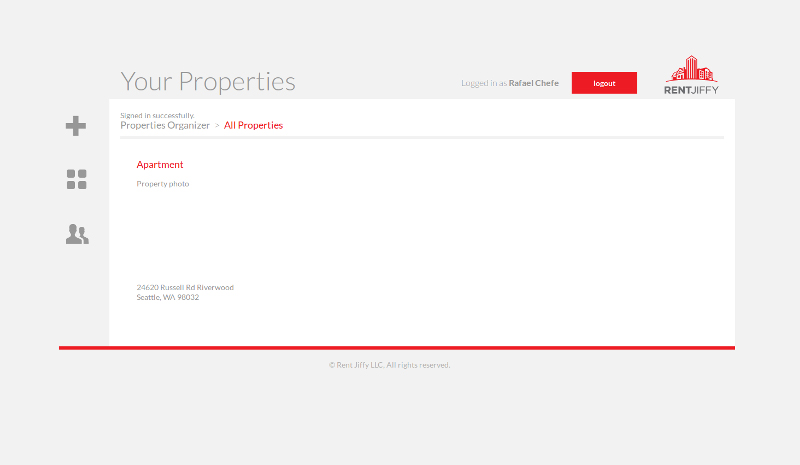 Your Properties
Logged in as Rafael Chefe
logout
RENTJIFFY
Signed in successfully.
Properties Organizer > All Properties
Apartment
Property photo
24620 Russell Rd Riverwood
Seattle, WA 98032
© Rent Jiffy LLC. All rights reserved.